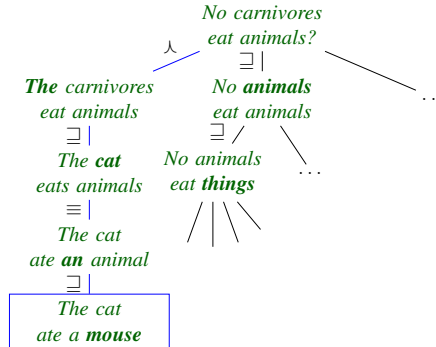 No carnivores
eat animals?
⋏
⊒
The carnivores
eat animals
No animals
eat animals
. .
⊒
⊒
The cat
eats animals
No animals
eat things
. . .
≡
The cat
ate an animal
⊒
The cat
ate a mouse